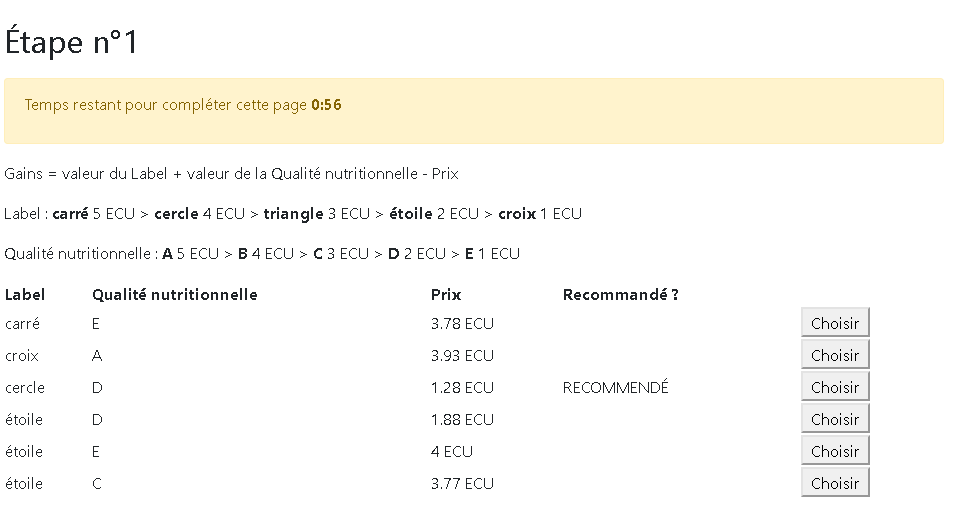 Étape n°1
Temps restant pour compléter cette page 0:56
Gains = valeur du Label + valeur de la Qualité nutritionnelle - Prix
Label : carré 5 ECU > cercle 4 ECU > triangle 3 ECU > étoile 2 ECU > croix 1 ECU
Qualité nutritionnelle : A 5 ECU > B 4 ECU > C 3 ECU > D 2 ECU > E 1 ECU
Label Qualité nutritionnelle Prix Recommandé ?
carré E 3.78 ECU Choisir
croix A 3.93 ECU Choisir
cercle D 1.28 ECU RECOMMENDÉ Choisir
étoile D 1.88 ECU Choisir
étoile E 4 ECU Choisir
étoile C 3.77 ECU Choisir